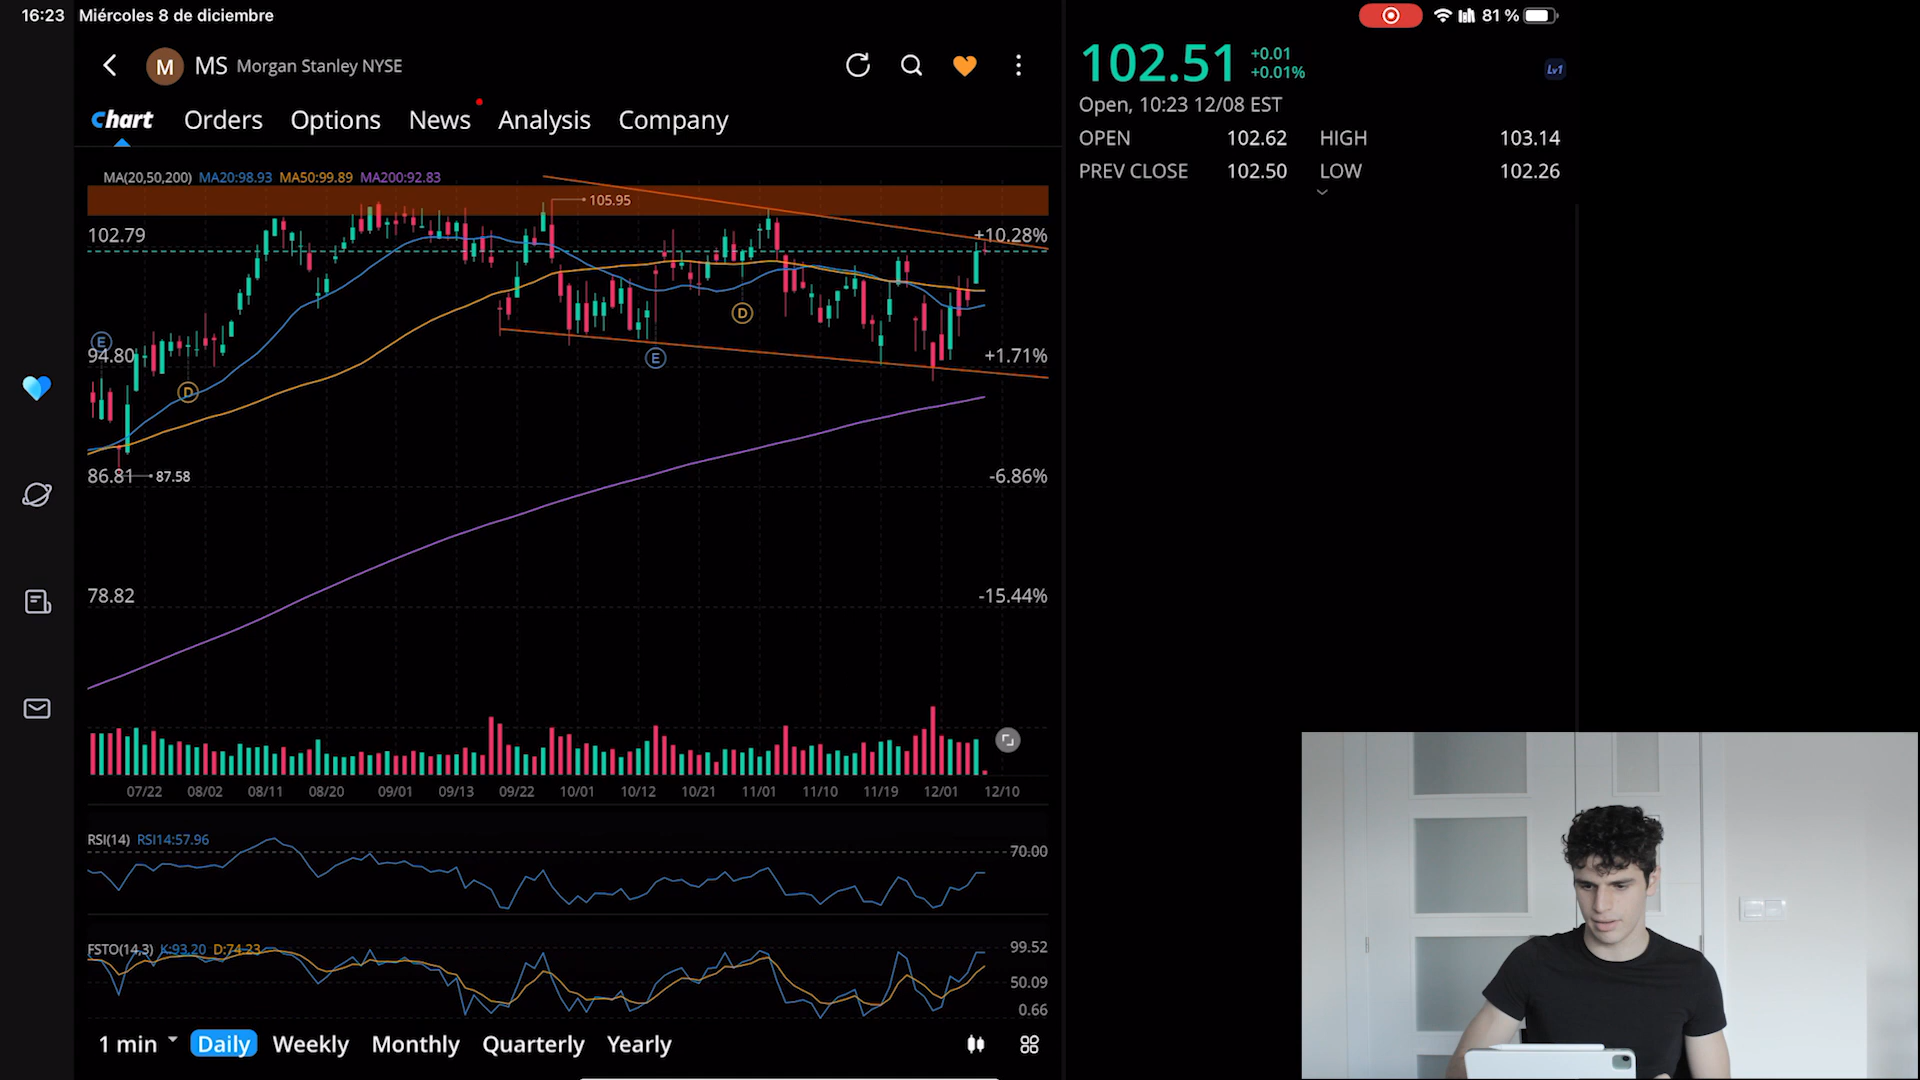 16:23 Miércoles 8 de diciembre
81 %
M MS Morgan Stanley NYSE
Chart Orders Options News Analysis Company
102.51 +0.01
+0.01%
Lv1
Open, 10:23 12/08 EST
OPEN 102.62 HIGH 103.14
PREV CLOSE 102.50 LOW 102.26
MA(20,50,200) MA20:98.93 MA50:99.89 MA200:92.83
105.95
102.79 +10.28%
D
E
E
94.80 +1.71%
D
86.81 87.58 -6.86%
78.82 -15.44%
07/22 08/02 08/11 08/20 09/01 09/13 09/22 10/01 10/12 10/21 11/01 11/10 11/19 12/01 12/10
RSI(14) RSI14:57.96
70.00
FSTO(14,3) K:93.20 D:74.23 99.52
50.09
0.66
1 min Daily Weekly Monthly Quarterly Yearly